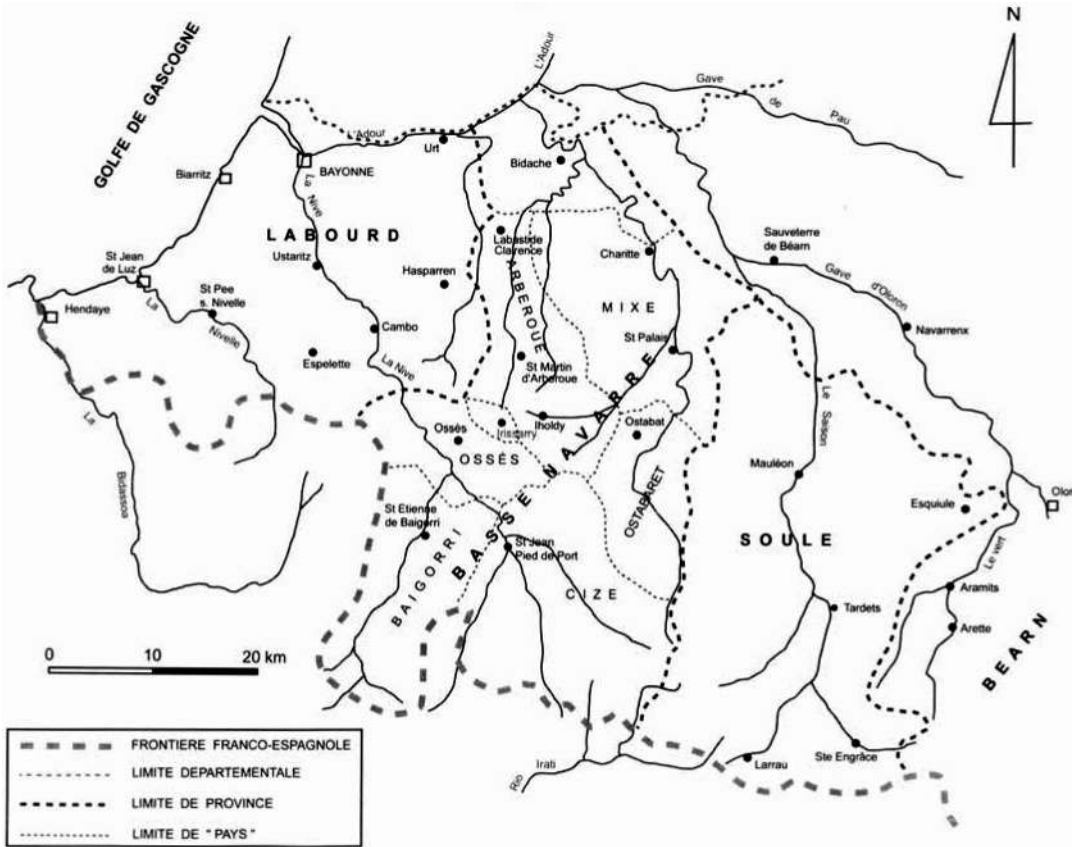 N
GOLFE DE GASCOGNE
L'Adour
Gave
de
Pau
L'Adour
Urt
Bidache
BAYONNE
Biarritz
La Nive
LABOURD
Labastide
Clairence
Charitte
Sauveterre
de Béarn
Ustaritz
St Jean
de Luz
Hasparren
ARBEROUE
Gave
d'Oloron
St Pee
s. Nivelle
La
Nivelle
Hendaye
MIXE
Navarrenx
Cambo
St Palais
Espelette
La Nive
St Martin
d'Arberoue
La
Bidassoa
Le Saison
Iholdy
Irissarry
Ostabat
Ossès
OSSÉS
BASSE NAVARRE
Mauléon
OSTABARET
Esquiule
Olor
St Etienne
de Baigorri
SOULE
St Jean
Pied de Port
BAIGORRI
CIZE
Le vert
Aramits
Tardets
Arette
BEARN
0 10 20 km
Ste Engrâce
Larrau
Rio
Irati
FRONTIERE FRANCO-ESPAGNOLE
LIMITE DEPARTEMENTALE
LIMITE DE PROVINCE
LIMITE DE "PAYS"